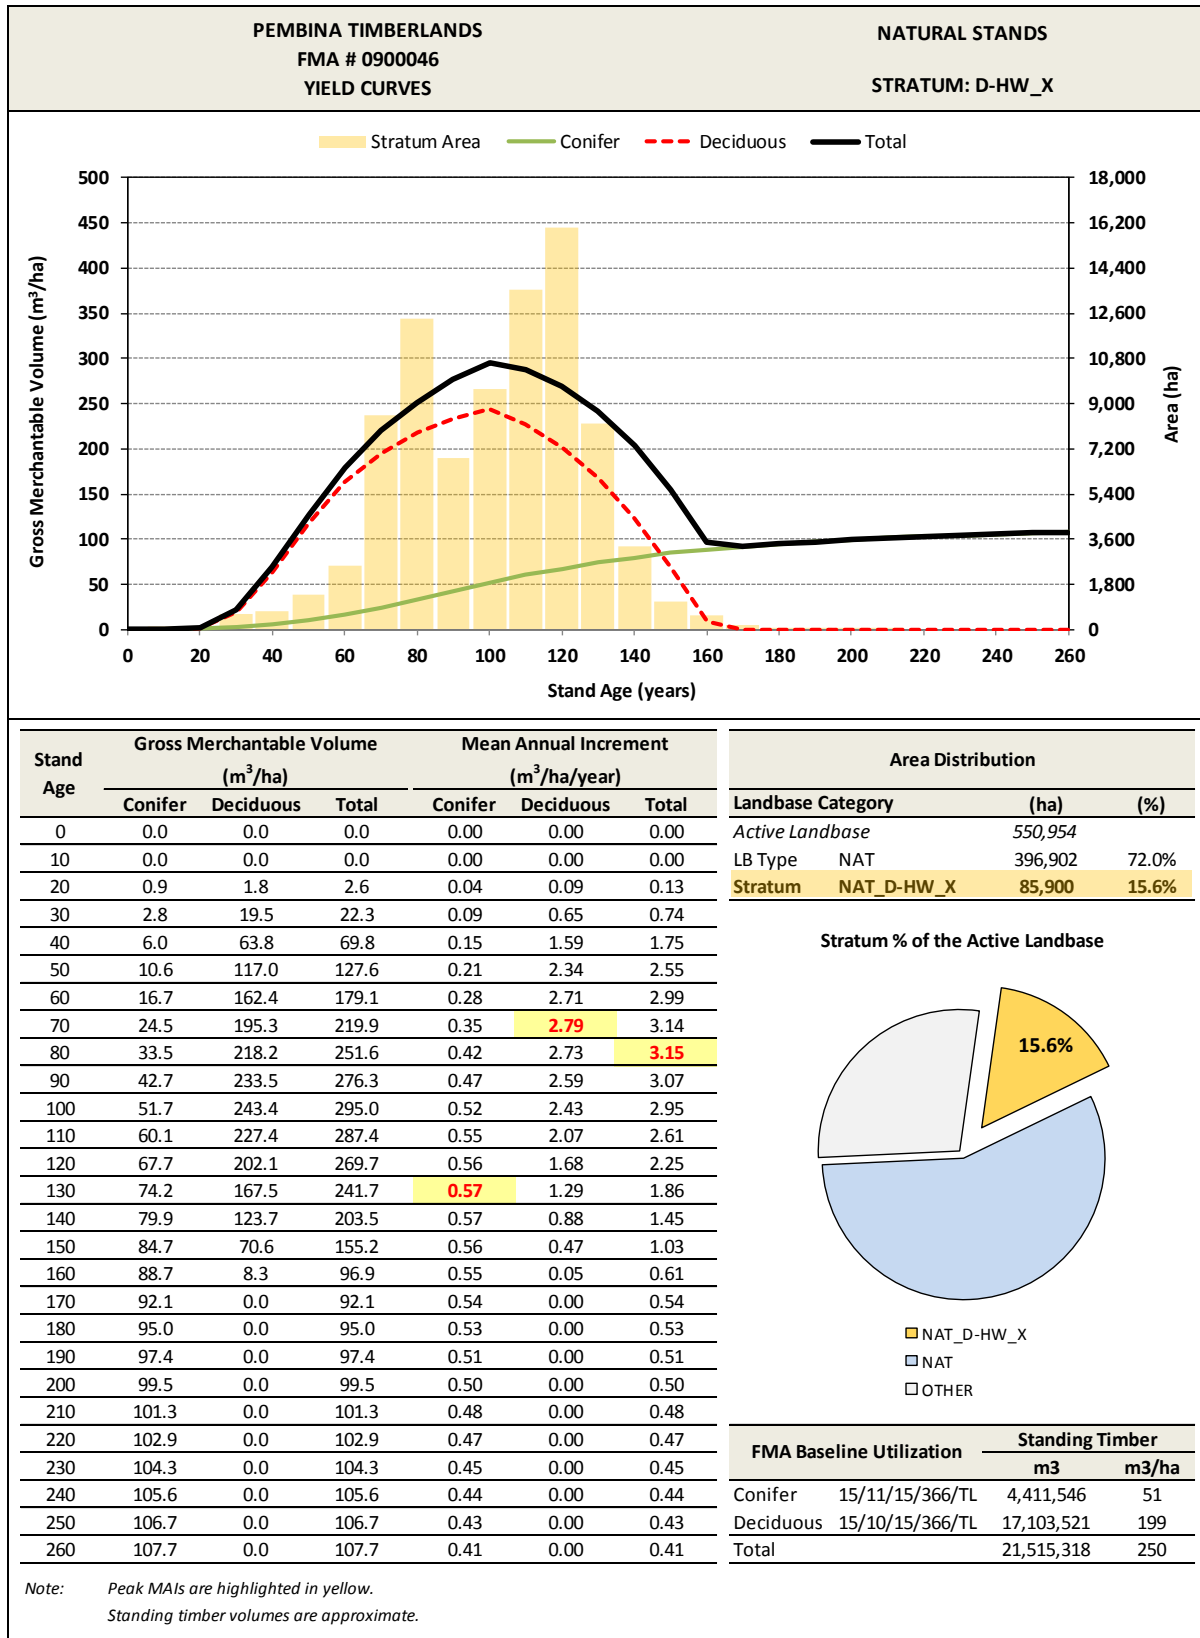 PEMBINA TIMBERLANDS
FMA # 0900046
YIELD CURVES
NATURAL STANDS
STRATUM: D-HW_X
Stratum Area Conifer Deciduous Total
Gross Merchantable Volume (m³/ha)
500
450
400
350
300
250
200
150
100
50
0
18,000
16,200
14,400
12,600
10,800
9,000
7,200
5,400
3,600
1,800
0
Area (ha)
0 20 40 60 80 100 120 140 160 180 200 220 240 260
Stand Age (years)
Stand Age Gross Merchantable Volume (m³/ha) Mean Annual Increment (m³/ha/year)
Conifer Deciduous Total Conifer Deciduous Total
0 0.0 0.0 0.0 0.00 0.00 0.00
10 0.0 0.0 0.0 0.00 0.00 0.00
20 0.9 1.8 2.6 0.04 0.09 0.13
30 2.8 19.5 22.3 0.09 0.65 0.74
40 6.0 63.8 69.8 0.15 1.59 1.75
50 10.6 117.0 127.6 0.21 2.34 2.55
60 16.7 162.4 179.1 0.28 2.71 2.99
70 24.5 195.3 219.9 0.35 2.79 3.14
80 33.5 218.2 251.6 0.42 2.73 3.15
90 42.7 233.5 276.3 0.47 2.59 3.07
100 51.7 243.4 295.0 0.52 2.43 2.95
110 60.1 227.4 287.4 0.55 2.07 2.61
120 67.7 202.1 269.7 0.56 1.68 2.25
130 74.2 167.5 241.7 0.57 1.29 1.86
140 79.9 123.7 203.5 0.57 0.88 1.45
150 84.7 70.6 155.2 0.56 0.47 1.03
160 88.7 8.3 96.9 0.55 0.05 0.61
170 92.1 0.0 92.1 0.54 0.00 0.54
180 95.0 0.0 95.0 0.53 0.00 0.53
190 97.4 0.0 97.4 0.51 0.00 0.51
200 99.5 0.0 99.5 0.50 0.00 0.50
210 101.3 0.0 101.3 0.48 0.00 0.48
220 102.9 0.0 102.9 0.47 0.00 0.47
230 104.3 0.0 104.3 0.45 0.00 0.45
240 105.6 0.0 105.6 0.44 0.00 0.44
250 106.7 0.0 106.7 0.43 0.00 0.43
260 107.7 0.0 107.7 0.41 0.00 0.41
Area Distribution
Landbase Category (ha) (%)
Active Landbase 550,954
LB Type NAT 396,902 72.0%
Stratum NAT_D-HW_X 85,900 15.6%
Stratum % of the Active Landbase
15.6%
NAT_D-HW_X
NAT
OTHER
FMA Baseline Utilization Standing Timber
m3 m3/ha
Conifer 15/11/15/366/TL 4,411,546 51
Deciduous 15/10/15/366/TL 17,103,521 199
Total 21,515,318 250
Note: Peak MAIs are highlighted in yellow.
Standing timber volumes are approximate.